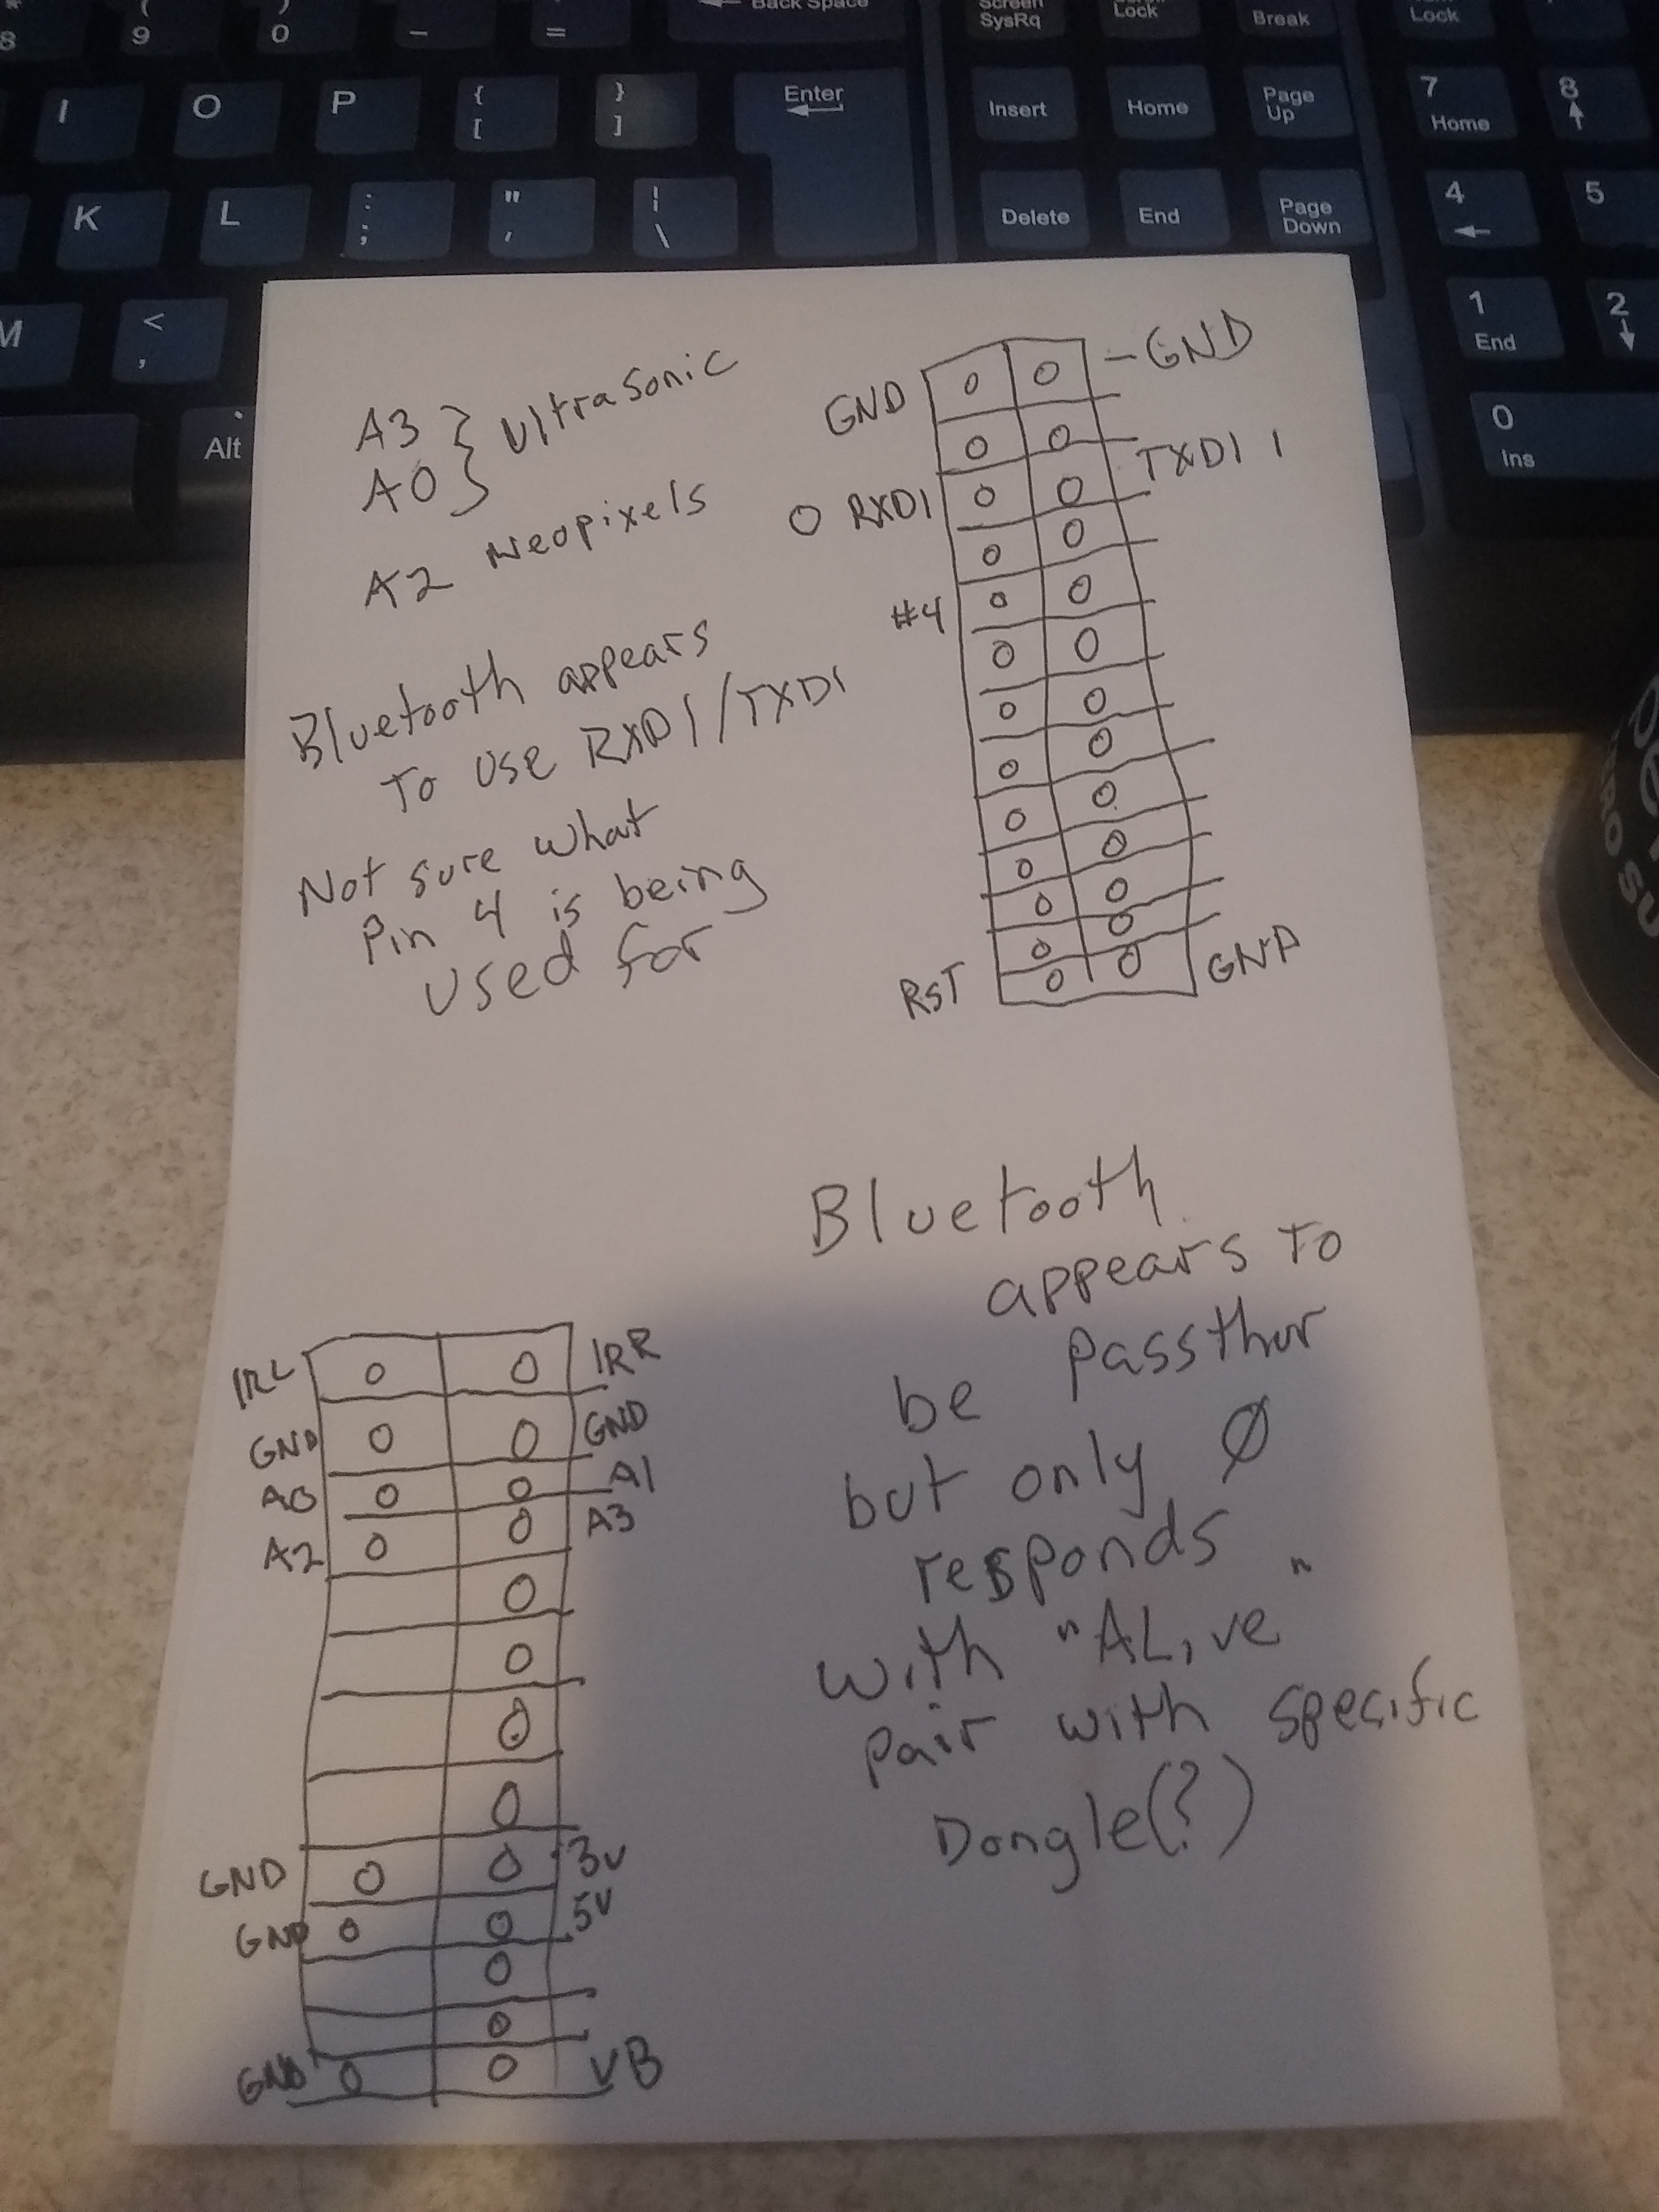 Back Space
Screen
SysRq
Lock
Break
Lock
8
9
0
-
=
I
O
P
{
[
}
]
Enter
Insert
Home
Page
Up
7
Home
8
K
L
:
;
"
'
¦
\
Delete
End
Page
Down
4
5
M
<
,
1
End
2
0
Ins
Alt
A3 } Ultrasonic
A0 }
A2 Neopixels
Bluetooth appears
To use RXD1/TXD1
Not sure what
Pin 4 is being
used for
GND
-GND
TXD1 1
0 RXD1
#4
RST
GND
Bluetooth
appears To
be Passthur
but only Ø
responds
with "ALive"
Pair with specific
Dongle(?)
IRL
IRR
GND
GND
A0
A1
A2
A3
GND
3V
GND
5V
GND
VB